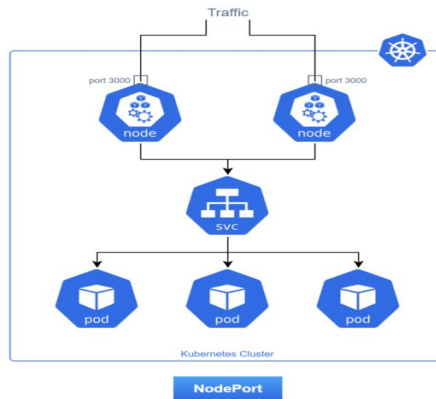 Traffic
port 3000
port 3000
node
node
svc
pod
pod
pod
Kubernetes Cluster
NodePort